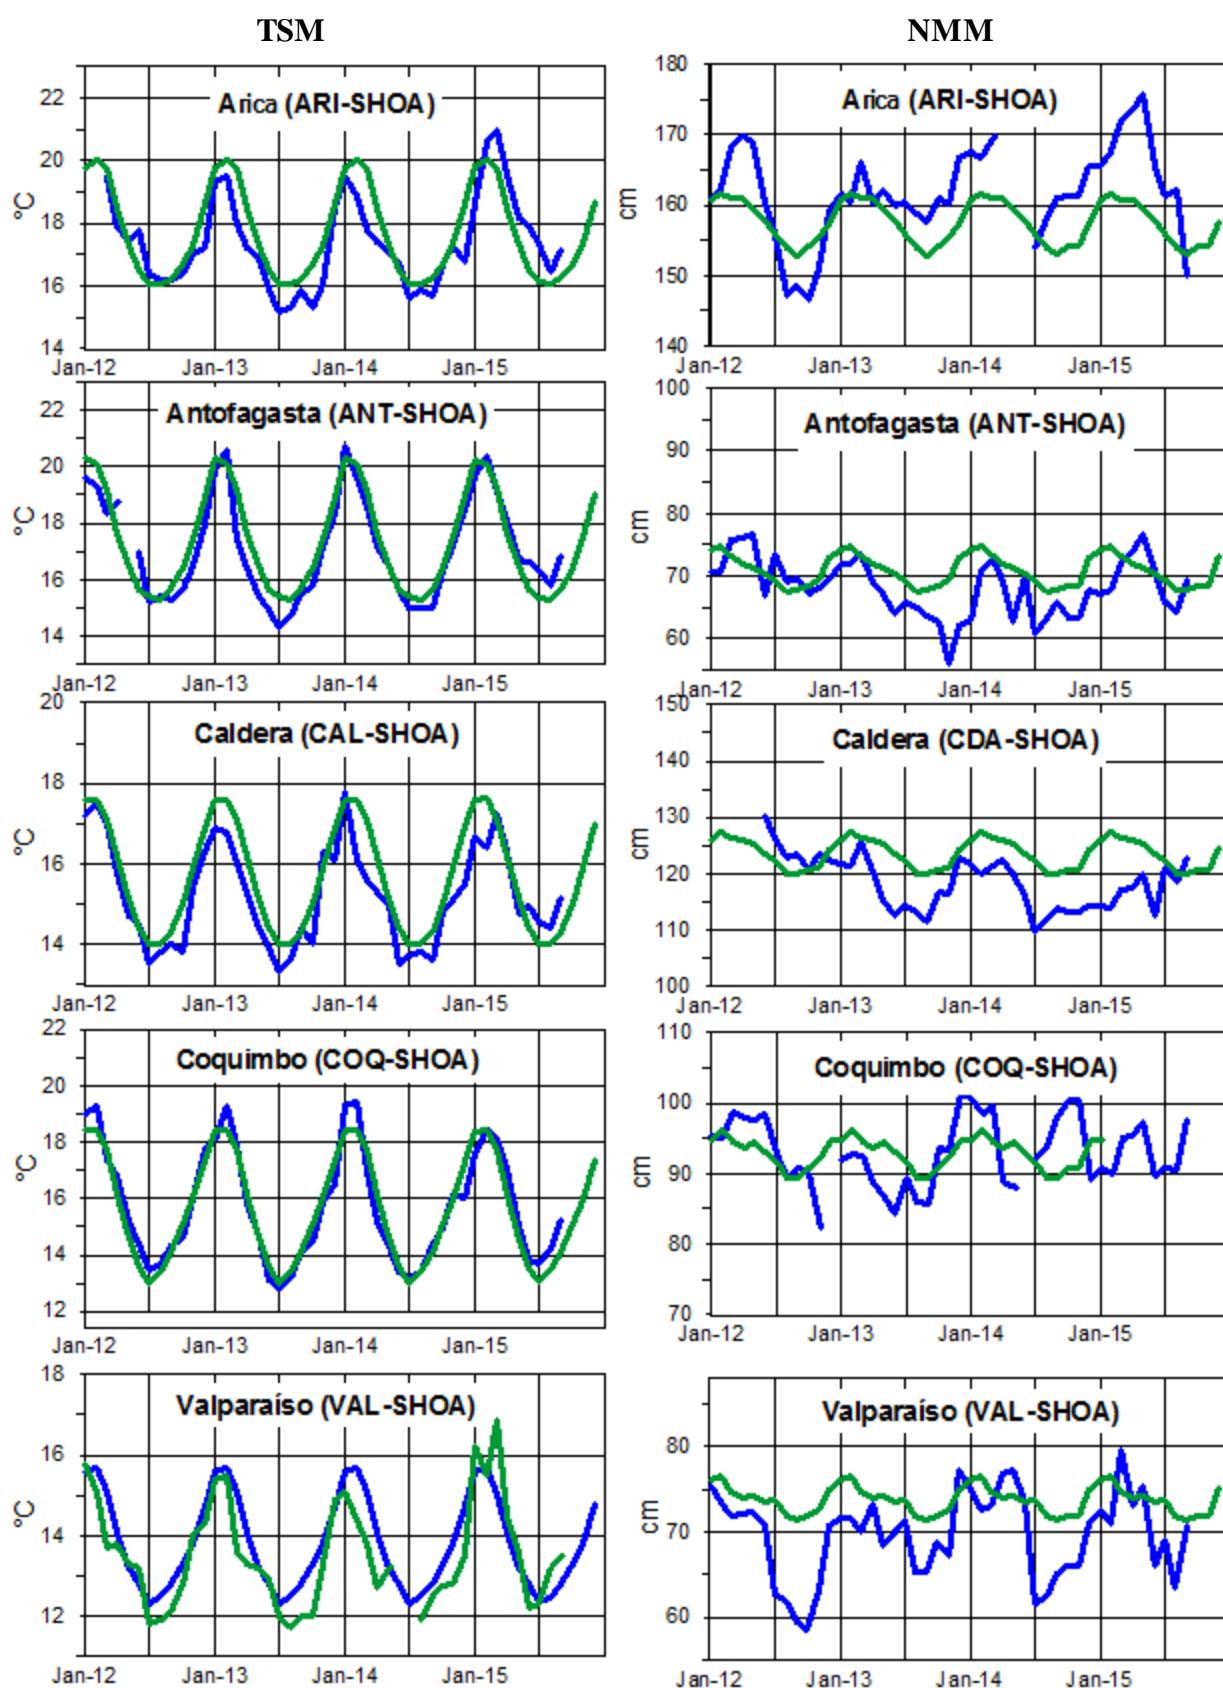 TSM
NMM
Arica (ARI-SHOA)
22
20
18
16
14
°C
Jan-12 Jan-13 Jan-14 Jan-15
Arica (ARI-SHOA)
180
170
160
150
140
cm
Jan-12 Jan-13 Jan-14 Jan-15
Antofagasta (ANT-SHOA)
22
20
18
16
14
°C
Jan-12 Jan-13 Jan-14 Jan-15
Antofagasta (ANT-SHOA)
100
90
80
70
60
cm
Jan-12 Jan-13 Jan-14 Jan-15
Caldera (CAL-SHOA)
20
18
16
14
°C
Jan-12 Jan-13 Jan-14 Jan-15
Caldera (CDA-SHOA)
150
140
130
120
110
100
cm
Jan-12 Jan-13 Jan-14 Jan-15
Coquimbo (COQ-SHOA)
22
20
18
16
14
12
°C
Jan-12 Jan-13 Jan-14 Jan-15
Coquimbo (COQ-SHOA)
110
100
90
80
70
cm
Jan-12 Jan-13 Jan-14 Jan-15
Valparaíso (VAL-SHOA)
18
16
14
12
°C
Jan-12 Jan-13 Jan-14 Jan-15
Valparaíso (VAL-SHOA)
80
70
60
cm
Jan-12 Jan-13 Jan-14 Jan-15